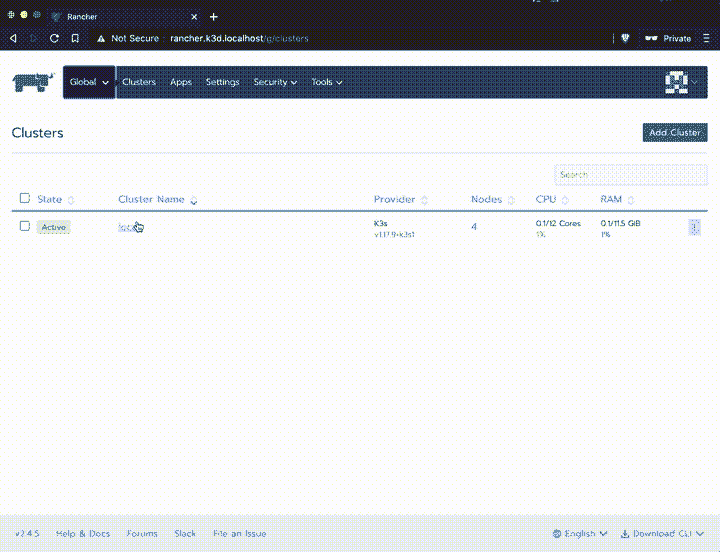 Rancher
Not Secure rancher.k3d.localhost/g/clusters Private
Global Clusters Apps Settings Security Tools
Clusters
Add Cluster
Search
State Cluster Name Provider Nodes CPU RAM
Active K3s 4 0.1/12 Cores 0.1/11.5 GiB
v1.17.9+k3s1 1% 1%
v2.4.5 Help & Docs Forums Slack File an Issue English Download CLI